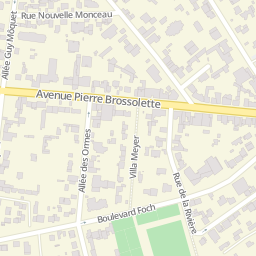 Rue Nouvelle Monceau
Allée Guy Môquet
Avenue Pierre Brossolette
Allée des Ormes
Villa Meyer
Rue de la Rivière
Boulevard Foch